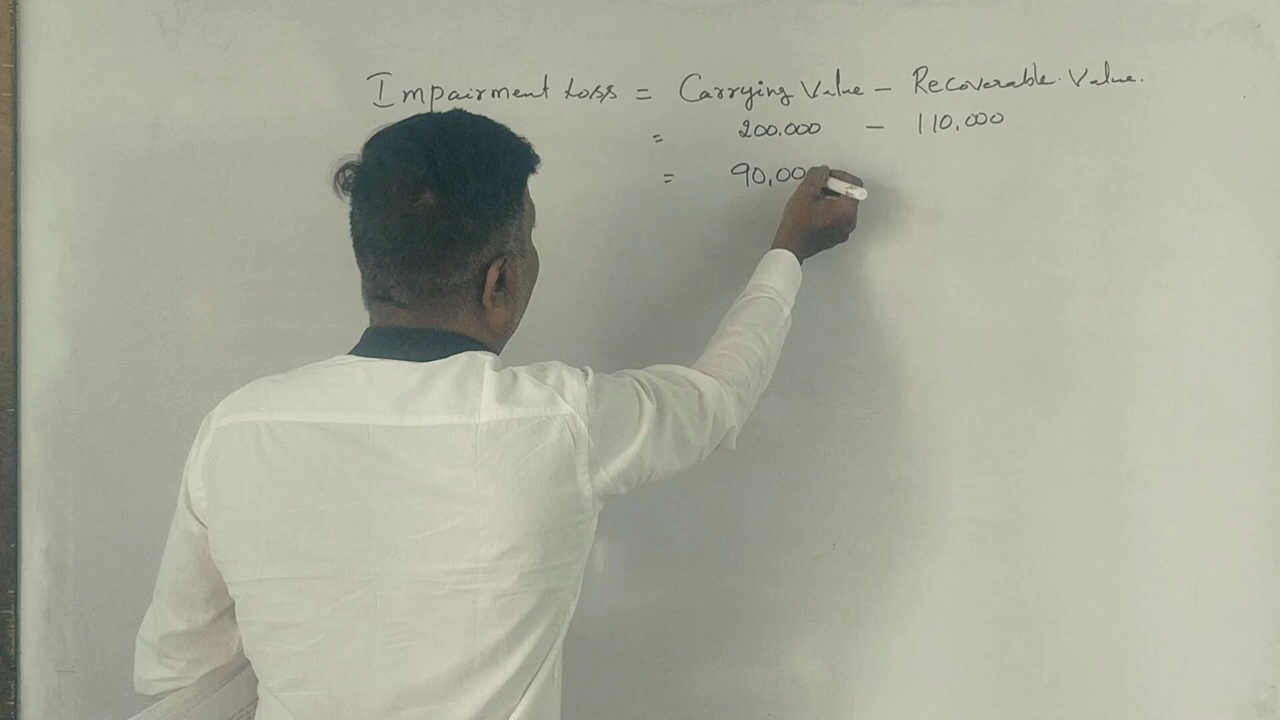 Impairment Loss = Carrying Value - Recoverable Value.
= 200,000 - 110,000
= 90,00